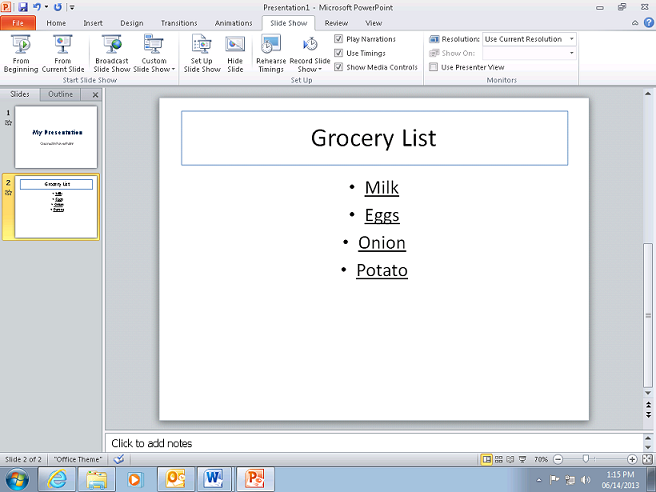 Presentation1 - Microsoft PowerPoint
File Home Insert Design Transitions Animations Slide Show Review View
From Beginning
From Current Slide
Broadcast Slide Show
Custom Slide Show
Set Up Slide Show
Hide Slide
Rehearse Timings
Record Slide Show
Play Narrations
Use Timings
Show Media Controls
Resolution: Use Current Resolution
Show On:
Use Presenter View
Start Slide Show Set Up Monitors
Slides Outline
1
My Presentation
2
Grocery List
• Milk
• Eggs
• Onion
• Potato
Grocery List
• Milk
• Eggs
• Onion
• Potato
Click to add notes
Slide 2 of 2 "Office Theme" 70%
1:15 PM
06/14/2013